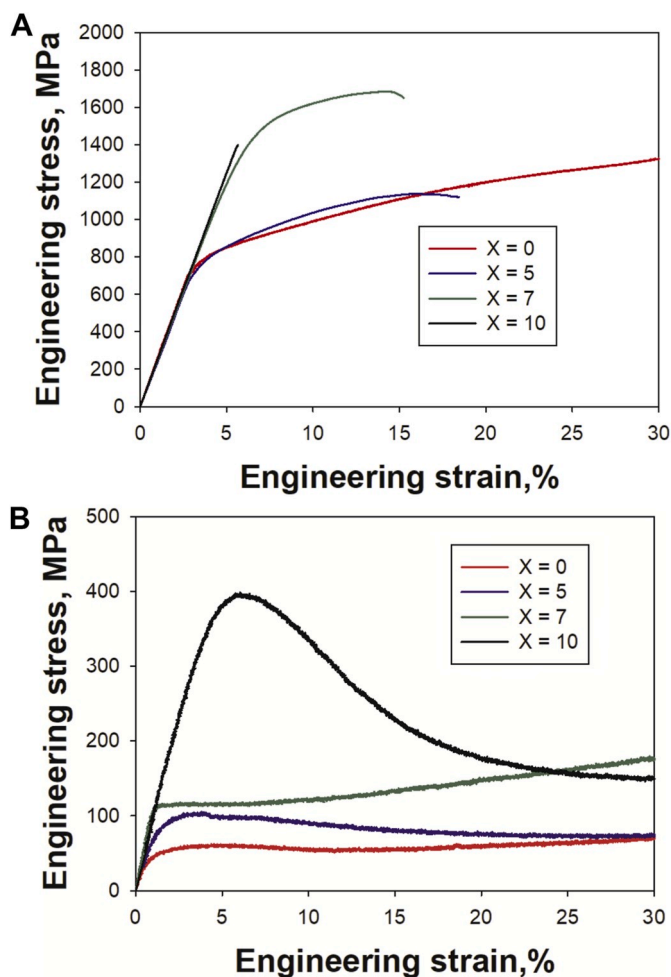 A
Engineering stress, MPa
2000
1800
1600
1400
1200
1000
800
600
400
200
0
X = 0
X = 5
X = 7
X = 10
0 5 10 15 20 25 30
Engineering strain,%
B
Engineering stress, MPa
500
400
300
200
100
0
X = 0
X = 5
X = 7
X = 10
0 5 10 15 20 25 30
Engineering strain,%